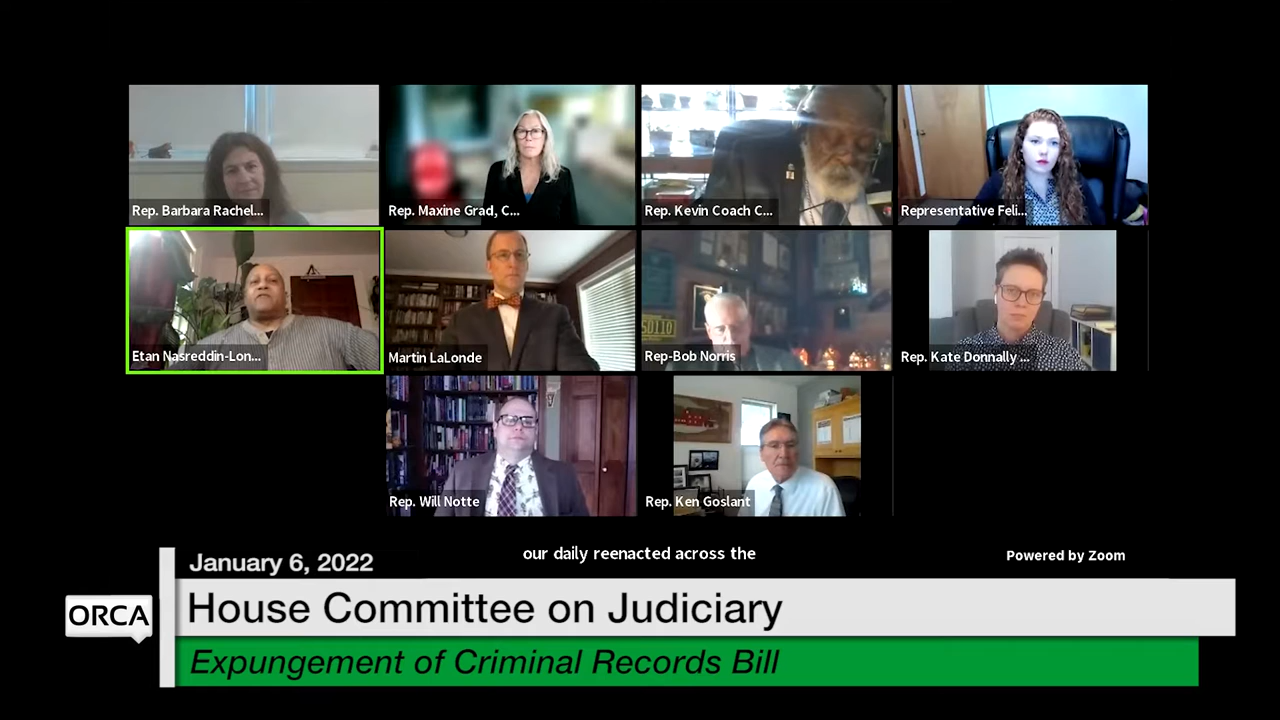 Rep. Barbara Rachel...
Rep. Maxine Grad, C...
Rep. Kevin Coach C...
Representative Feli...
Etan Nasreddin-Lon...
Martin LaLonde
50110
Rep-Bob Norris
Rep. Kate Donnally ...
Rep. Will Notte
Rep. Ken Goslant
our daily reenacted across the
Powered by Zoom
January 6, 2022
ORCA
House Committee on Judiciary
Expungement of Criminal Records Bill